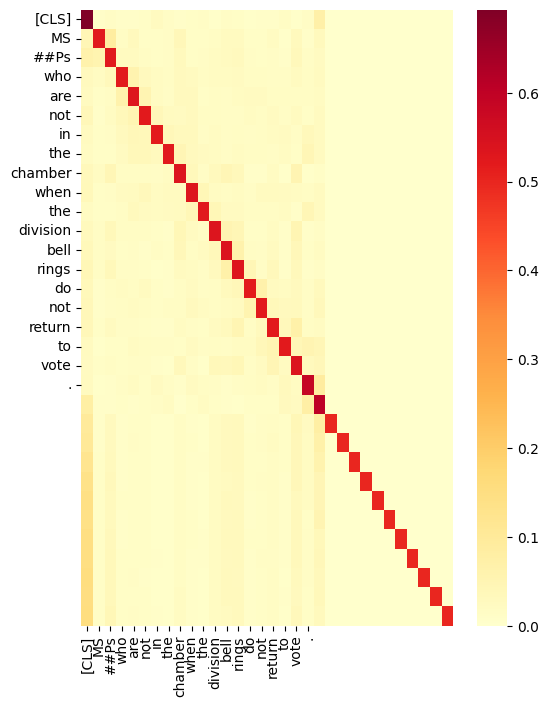 [CLS]
MS
##Ps
who
are
not
in
the
chamber
when
the
division
bell
rings
do
not
return
to
vote
.
[CLS]
MS
##Ps
who
are
not
in
the
chamber
when
the
division
bell
rings
do
not
return
to
vote
.
0.6
0.5
0.4
0.3
0.2
0.1
0.0